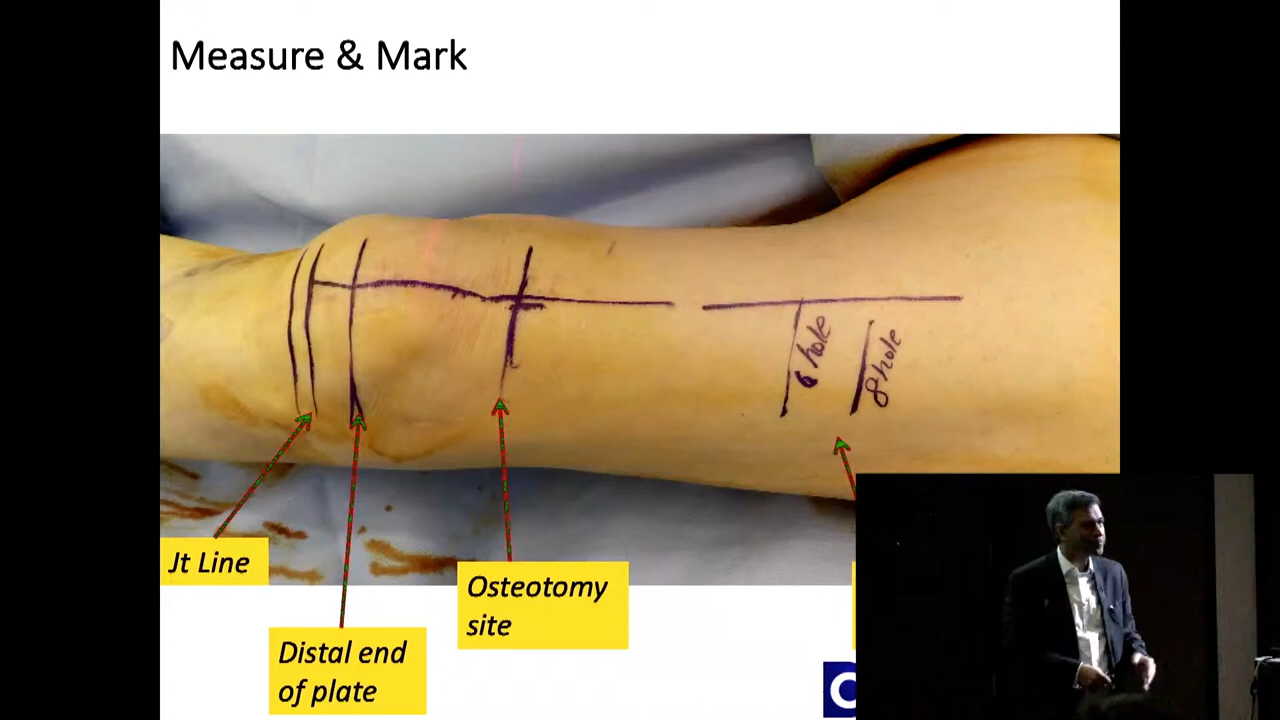 Measure & Mark
6 hole
8 hole
Jt Line
Osteotomy
site
Distal end
of plate